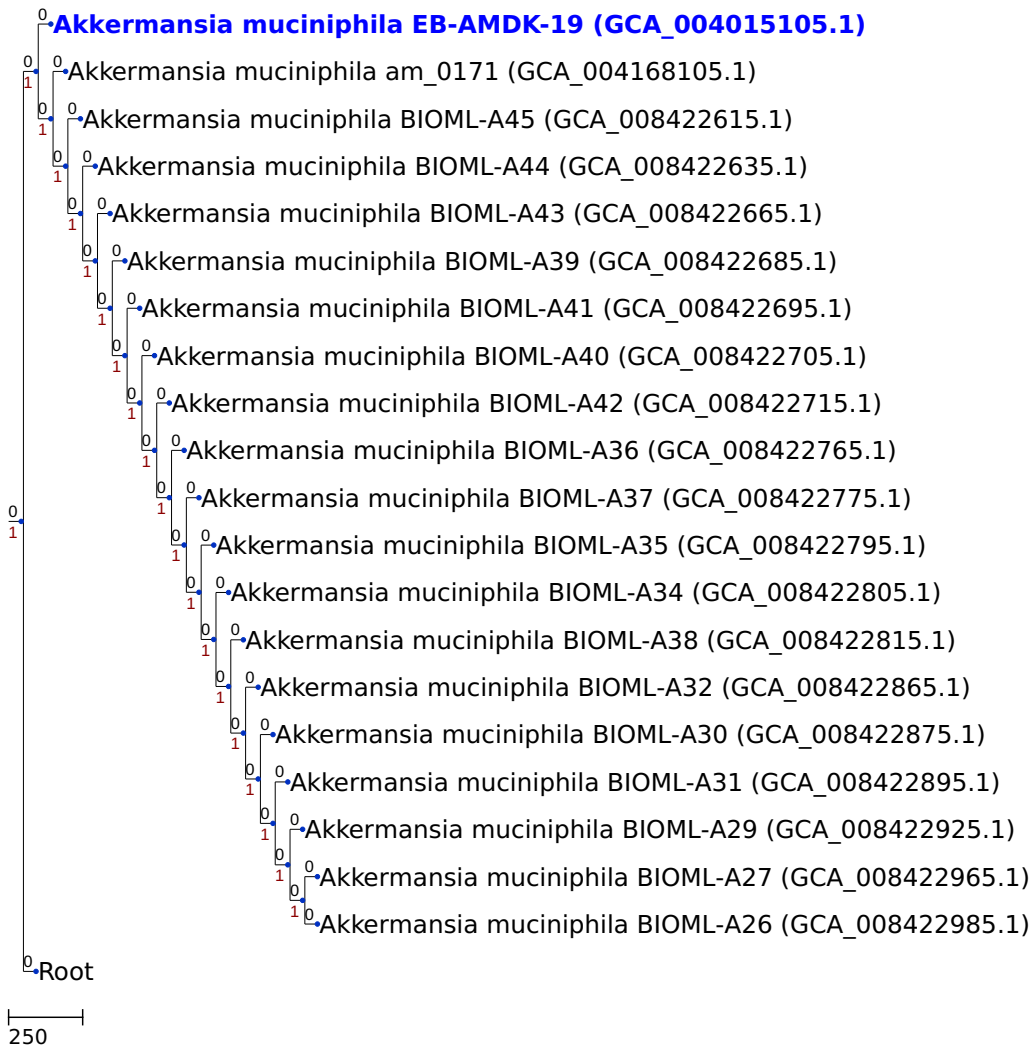 0 Akkermansia muciniphila EB-AMDK-19 (GCA_004015105.1)
0 0 Akkermansia muciniphila am_0171 (GCA_004168105.1)
1
0 0 Akkermansia muciniphila BIOML-A45 (GCA_008422615.1)
1
0 0 Akkermansia muciniphila BIOML-A44 (GCA_008422635.1)
1
0 0 Akkermansia muciniphila BIOML-A43 (GCA_008422665.1)
1
0 0 Akkermansia muciniphila BIOML-A39 (GCA_008422685.1)
1
0 0 Akkermansia muciniphila BIOML-A41 (GCA_008422695.1)
1
0 0 Akkermansia muciniphila BIOML-A40 (GCA_008422705.1)
1
0 0 Akkermansia muciniphila BIOML-A42 (GCA_008422715.1)
1
0 0 Akkermansia muciniphila BIOML-A36 (GCA_008422765.1)
1
0 0 Akkermansia muciniphila BIOML-A37 (GCA_008422775.1)
1
0
1
0 0 Akkermansia muciniphila BIOML-A35 (GCA_008422795.1)
1
0 0 Akkermansia muciniphila BIOML-A34 (GCA_008422805.1)
1
0 0 Akkermansia muciniphila BIOML-A38 (GCA_008422815.1)
1
0 0 Akkermansia muciniphila BIOML-A32 (GCA_008422865.1)
1
0 0 Akkermansia muciniphila BIOML-A30 (GCA_008422875.1)
1
0 0 Akkermansia muciniphila BIOML-A31 (GCA_008422895.1)
1
0 0 Akkermansia muciniphila BIOML-A29 (GCA_008422925.1)
1
0 0 Akkermansia muciniphila BIOML-A27 (GCA_008422965.1)
1
0 0 Akkermansia muciniphila BIOML-A26 (GCA_008422985.1)
1
0 Root
250